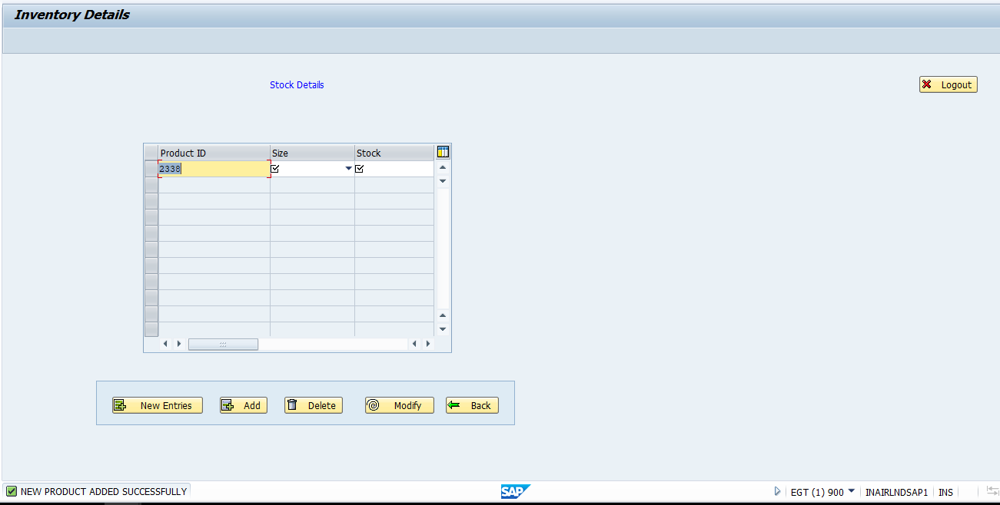 Inventory Details
Stock Details
Logout
Product ID Size Stock
2338
New Entries Add Delete Modify Back
NEW PRODUCT ADDED SUCCESSFULLY SAP EGT (1) 900 INAIRLNDSAP1 INS